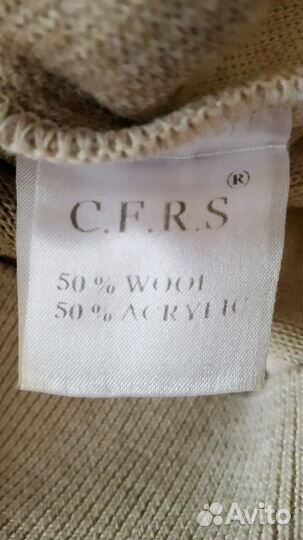 ®
C.F.R.S
50 % WOOL
50 % ACRYLIC
Avito